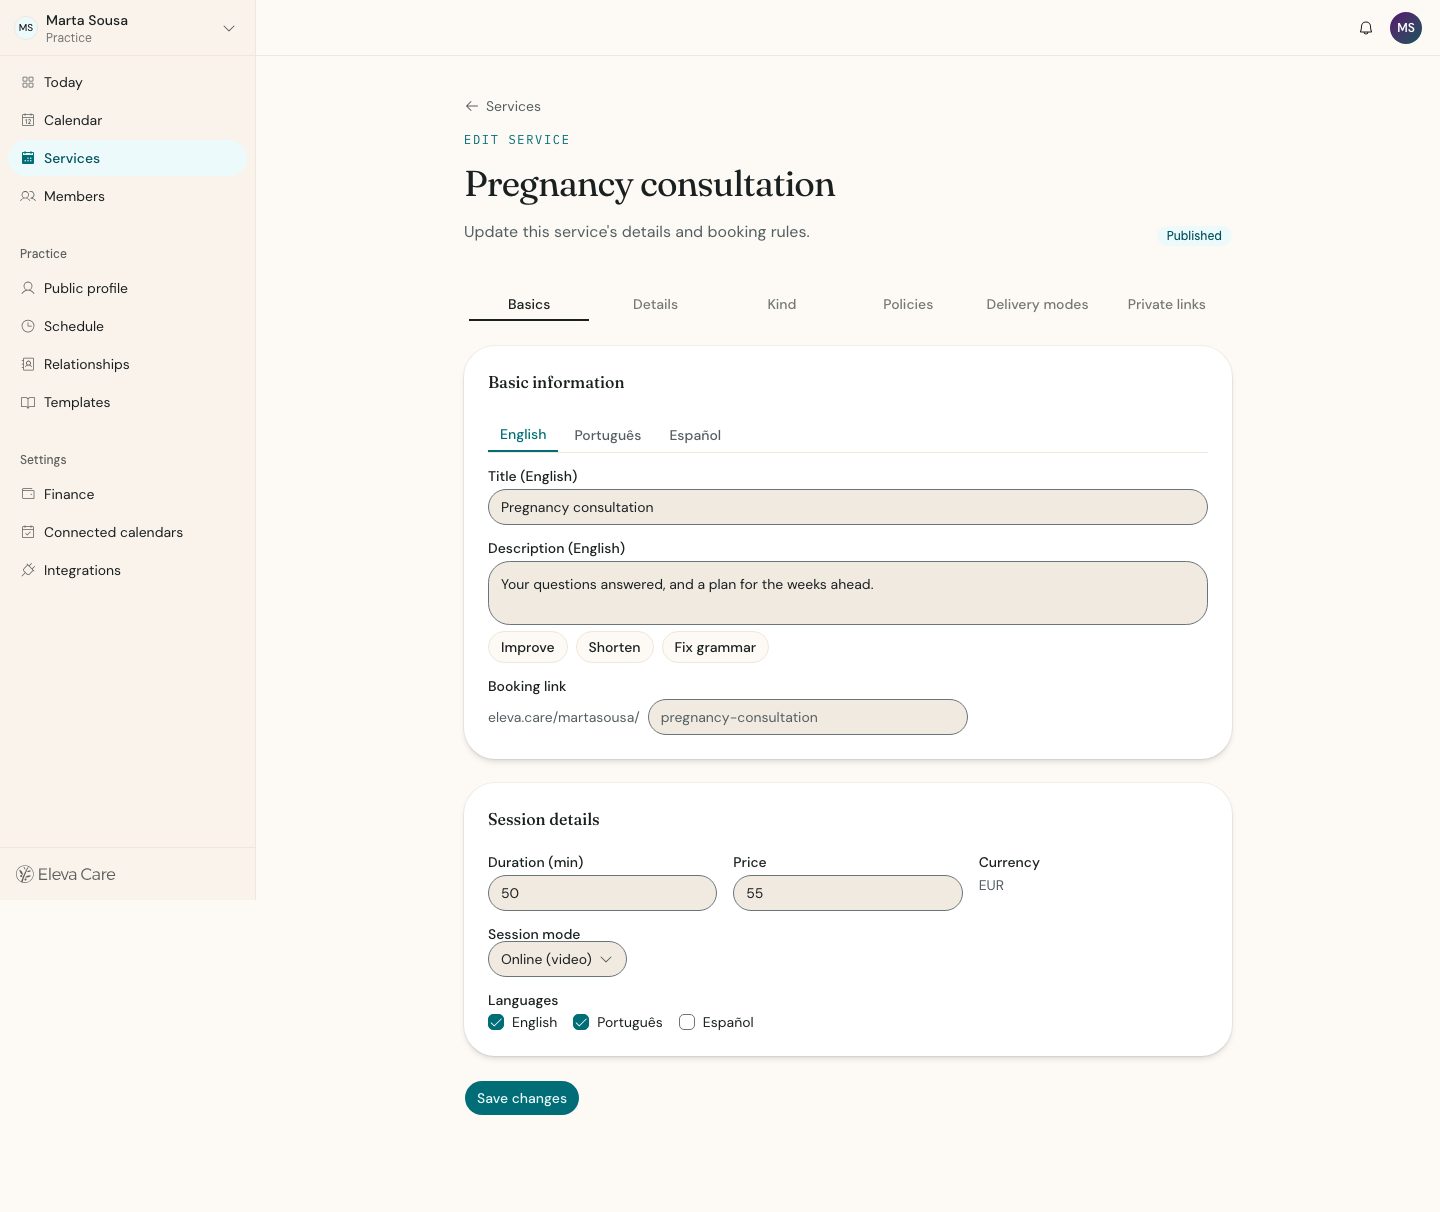 MS
Marta Sousa
Practice
MS
Today
Calendar
Services
Members
Practice
Public profile
Schedule
Relationships
Templates
Settings
Finance
Connected calendars
Integrations
Eleva Care
Services
EDIT SERVICE
Pregnancy consultation
Update this service's details and booking rules.
Published
Basics Details Kind Policies Delivery modes Private links
Basic information
English Português Español
Title (English)
Pregnancy consultation
Description (English)
Your questions answered, and a plan for the weeks ahead.
Improve Shorten Fix grammar
Booking link
eleva.care/martasousa/ pregnancy-consultation
Session details
Duration (min) Price Currency
50 55 EUR
Session mode
Online (video)
Languages
English Português Español
Save changes